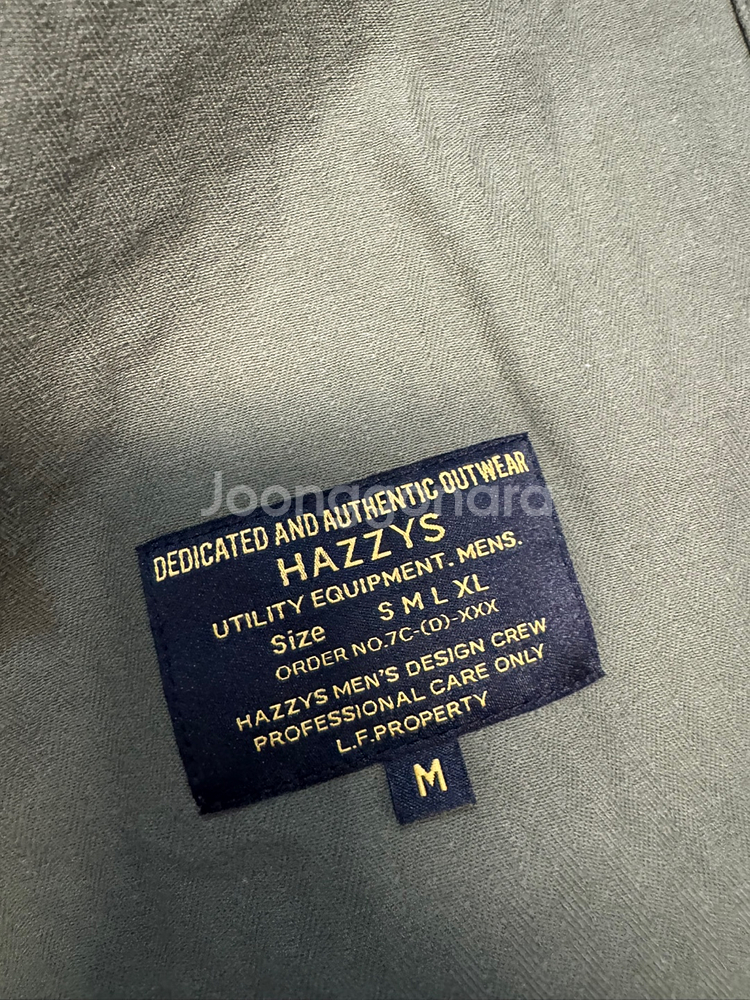 DEDICATED AND AUTHENTIC OUTWEAR
HAZZYS
UTILITY EQUIPMENT. MENS.
Size S M L XL
ORDER NO.7C-(D)-XXX
HAZZYS MEN'S DESIGN CREW
PROFESSIONAL CARE ONLY
L.F.PROPERTY
M
Joonggonara